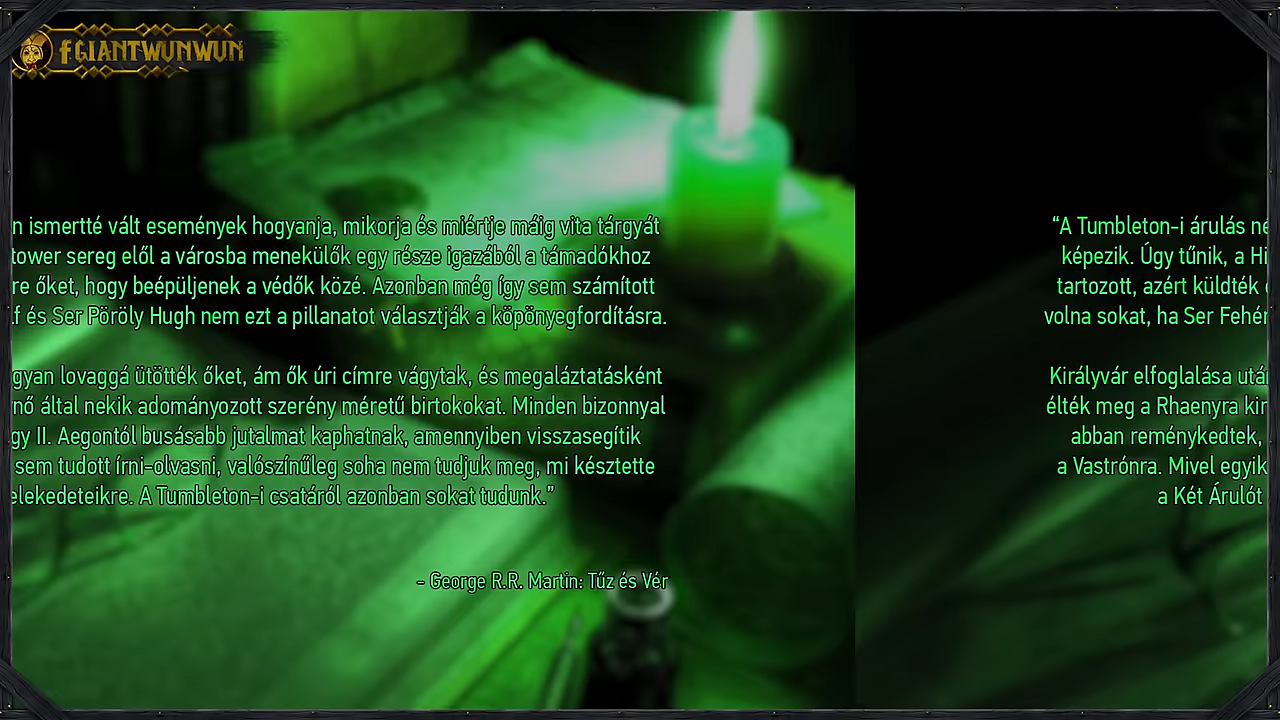 fGIANTWUNWUN
ismertté vált események hogyanja, mikorja és miértje máig vita tárgyát
tower sereg elől a városba menekülők egy része igazából a támadókhoz
re őket, hogy beépüljenek a védők közé. Azonban még így sem számított
lf és Ser Pöröly Hugh nem ezt a pillanatot választják a köpönyegfordításra.
gyan lovaggá ütötték őket, ám ők úri címre vágytak, és megaláztatásként
nő által nekik adományozott szerény méretű birtokokat. Minden bizonnyal
gy II. Aegontól busásabb jutalmat kaphatnak, amennyiben visszasegítik
sem tudott írni-olvasni, valószínűleg soha nem tudjuk meg, mi késztette
elekedeteikre. A Tumbleton-i csatáról azonban sokat tudunk.”
- George R.R. Martin: Tűz és Vér
“A Tumbleton-i árulás né
képezik. Úgy tűnik, a Hi
tartozott, azért küldték
volna sokat, ha Ser Fehér
Királyvár elfoglalása utá
élték meg a Rhaenyra kir
abban reménykedtek,
a Vastrónra. Mivel egyik
a Két Árulót